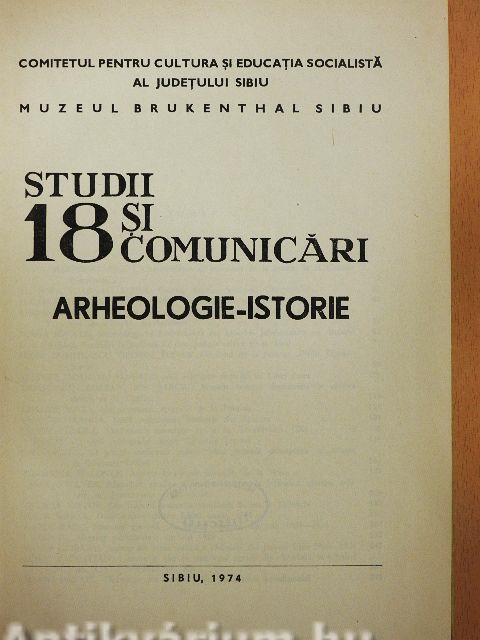 COMITETUL PENTRU CULTURA ȘI EDUCAȚIA SOCIALISTĂ
AL JUDEȚULUI SIBIU
MUZEUL BRUKENTHAL SIBIU
STUDII
18 ȘI
COMUNICĂRI
ARHEOLOGIE-ISTORIE
SIBIU, 1974
Antikvárium.hu